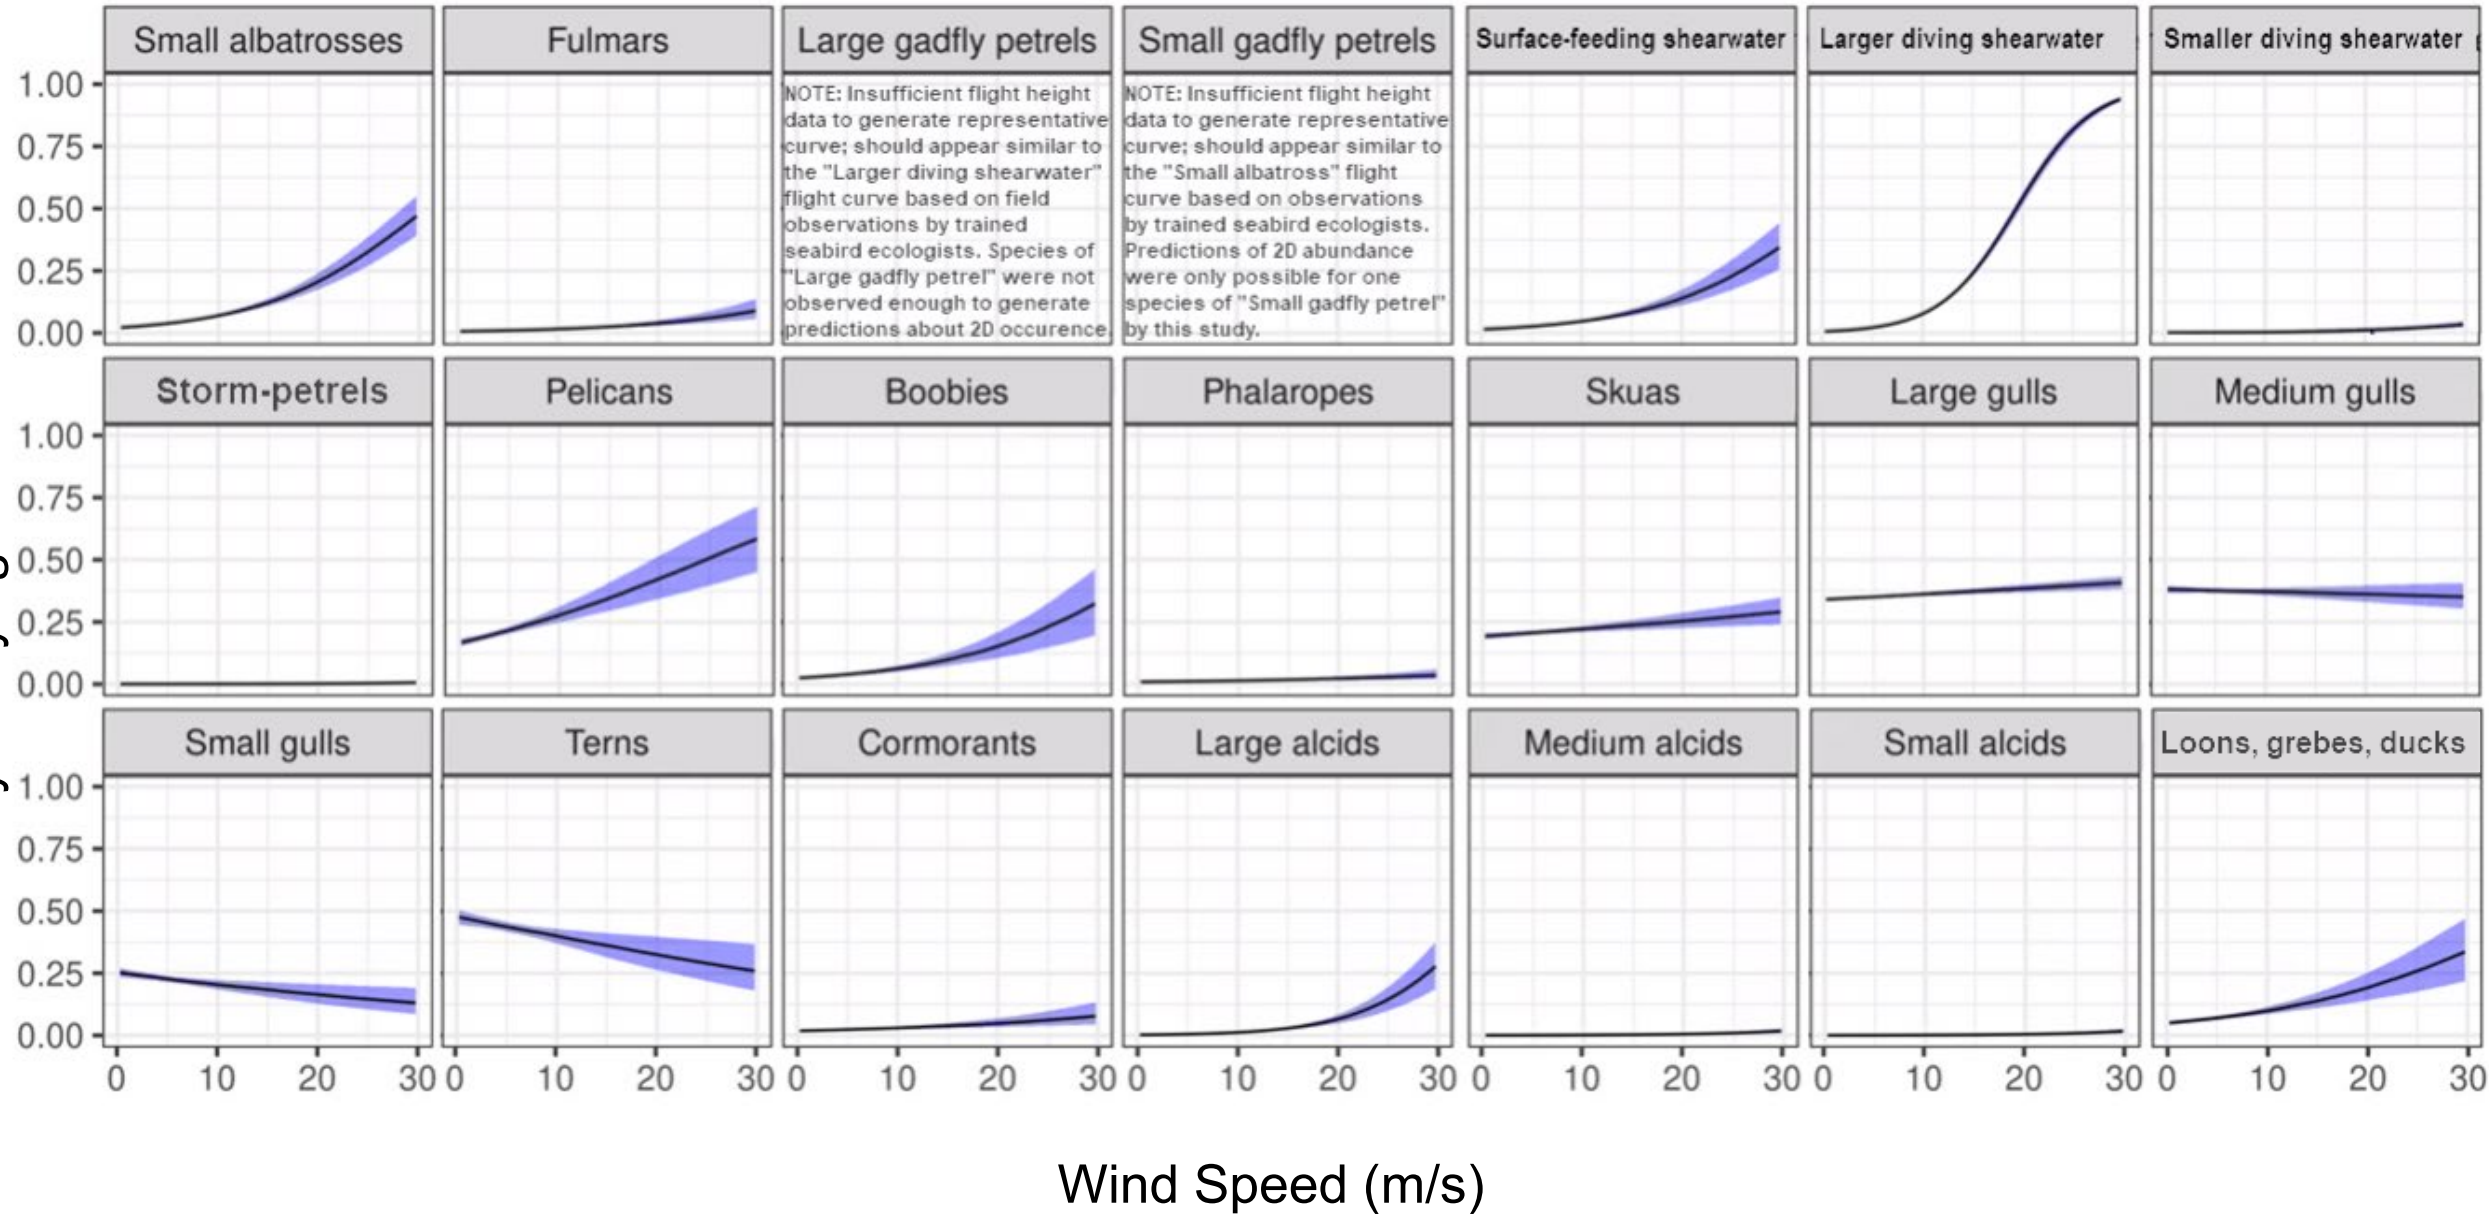 Small albatrosses Fulmars Large gadfly petrels Small gadfly petrels Surface-feeding shearwater Larger diving shearwater Smaller diving shearwater
1.00
0.75
0.50
0.25
0.00
NOTE: Insufficient flight height
data to generate representative
curve; should appear similar to
the "Larger diving shearwater"
flight curve based on field
observations by trained
seabird ecologists. Species of
"Large gadfly petrel" were not
observed enough to generate
predictions about 2D occurence.
NOTE: Insufficient flight height
data to generate representative
curve; should appear similar to
the "Small albatross" flight
curve based on observations
by trained seabird ecologists.
Predictions of 2D abundance
were only possible for one
species of "Small gadfly petrel"
by this study.
Storm-petrels Pelicans Boobies Phalaropes Skuas Large gulls Medium gulls
1.00
0.75
0.50
0.25
0.00
Small gulls Terns Cormorants Large alcids Medium alcids Small alcids Loons, grebes, ducks
1.00
0.75
0.50
0.25
0.00
0 10 20 30 0 10 20 30 0 10 20 30 0 10 20 30 0 10 20 30 0 10 20 30 0 10 20 30
Wind Speed (m/s)